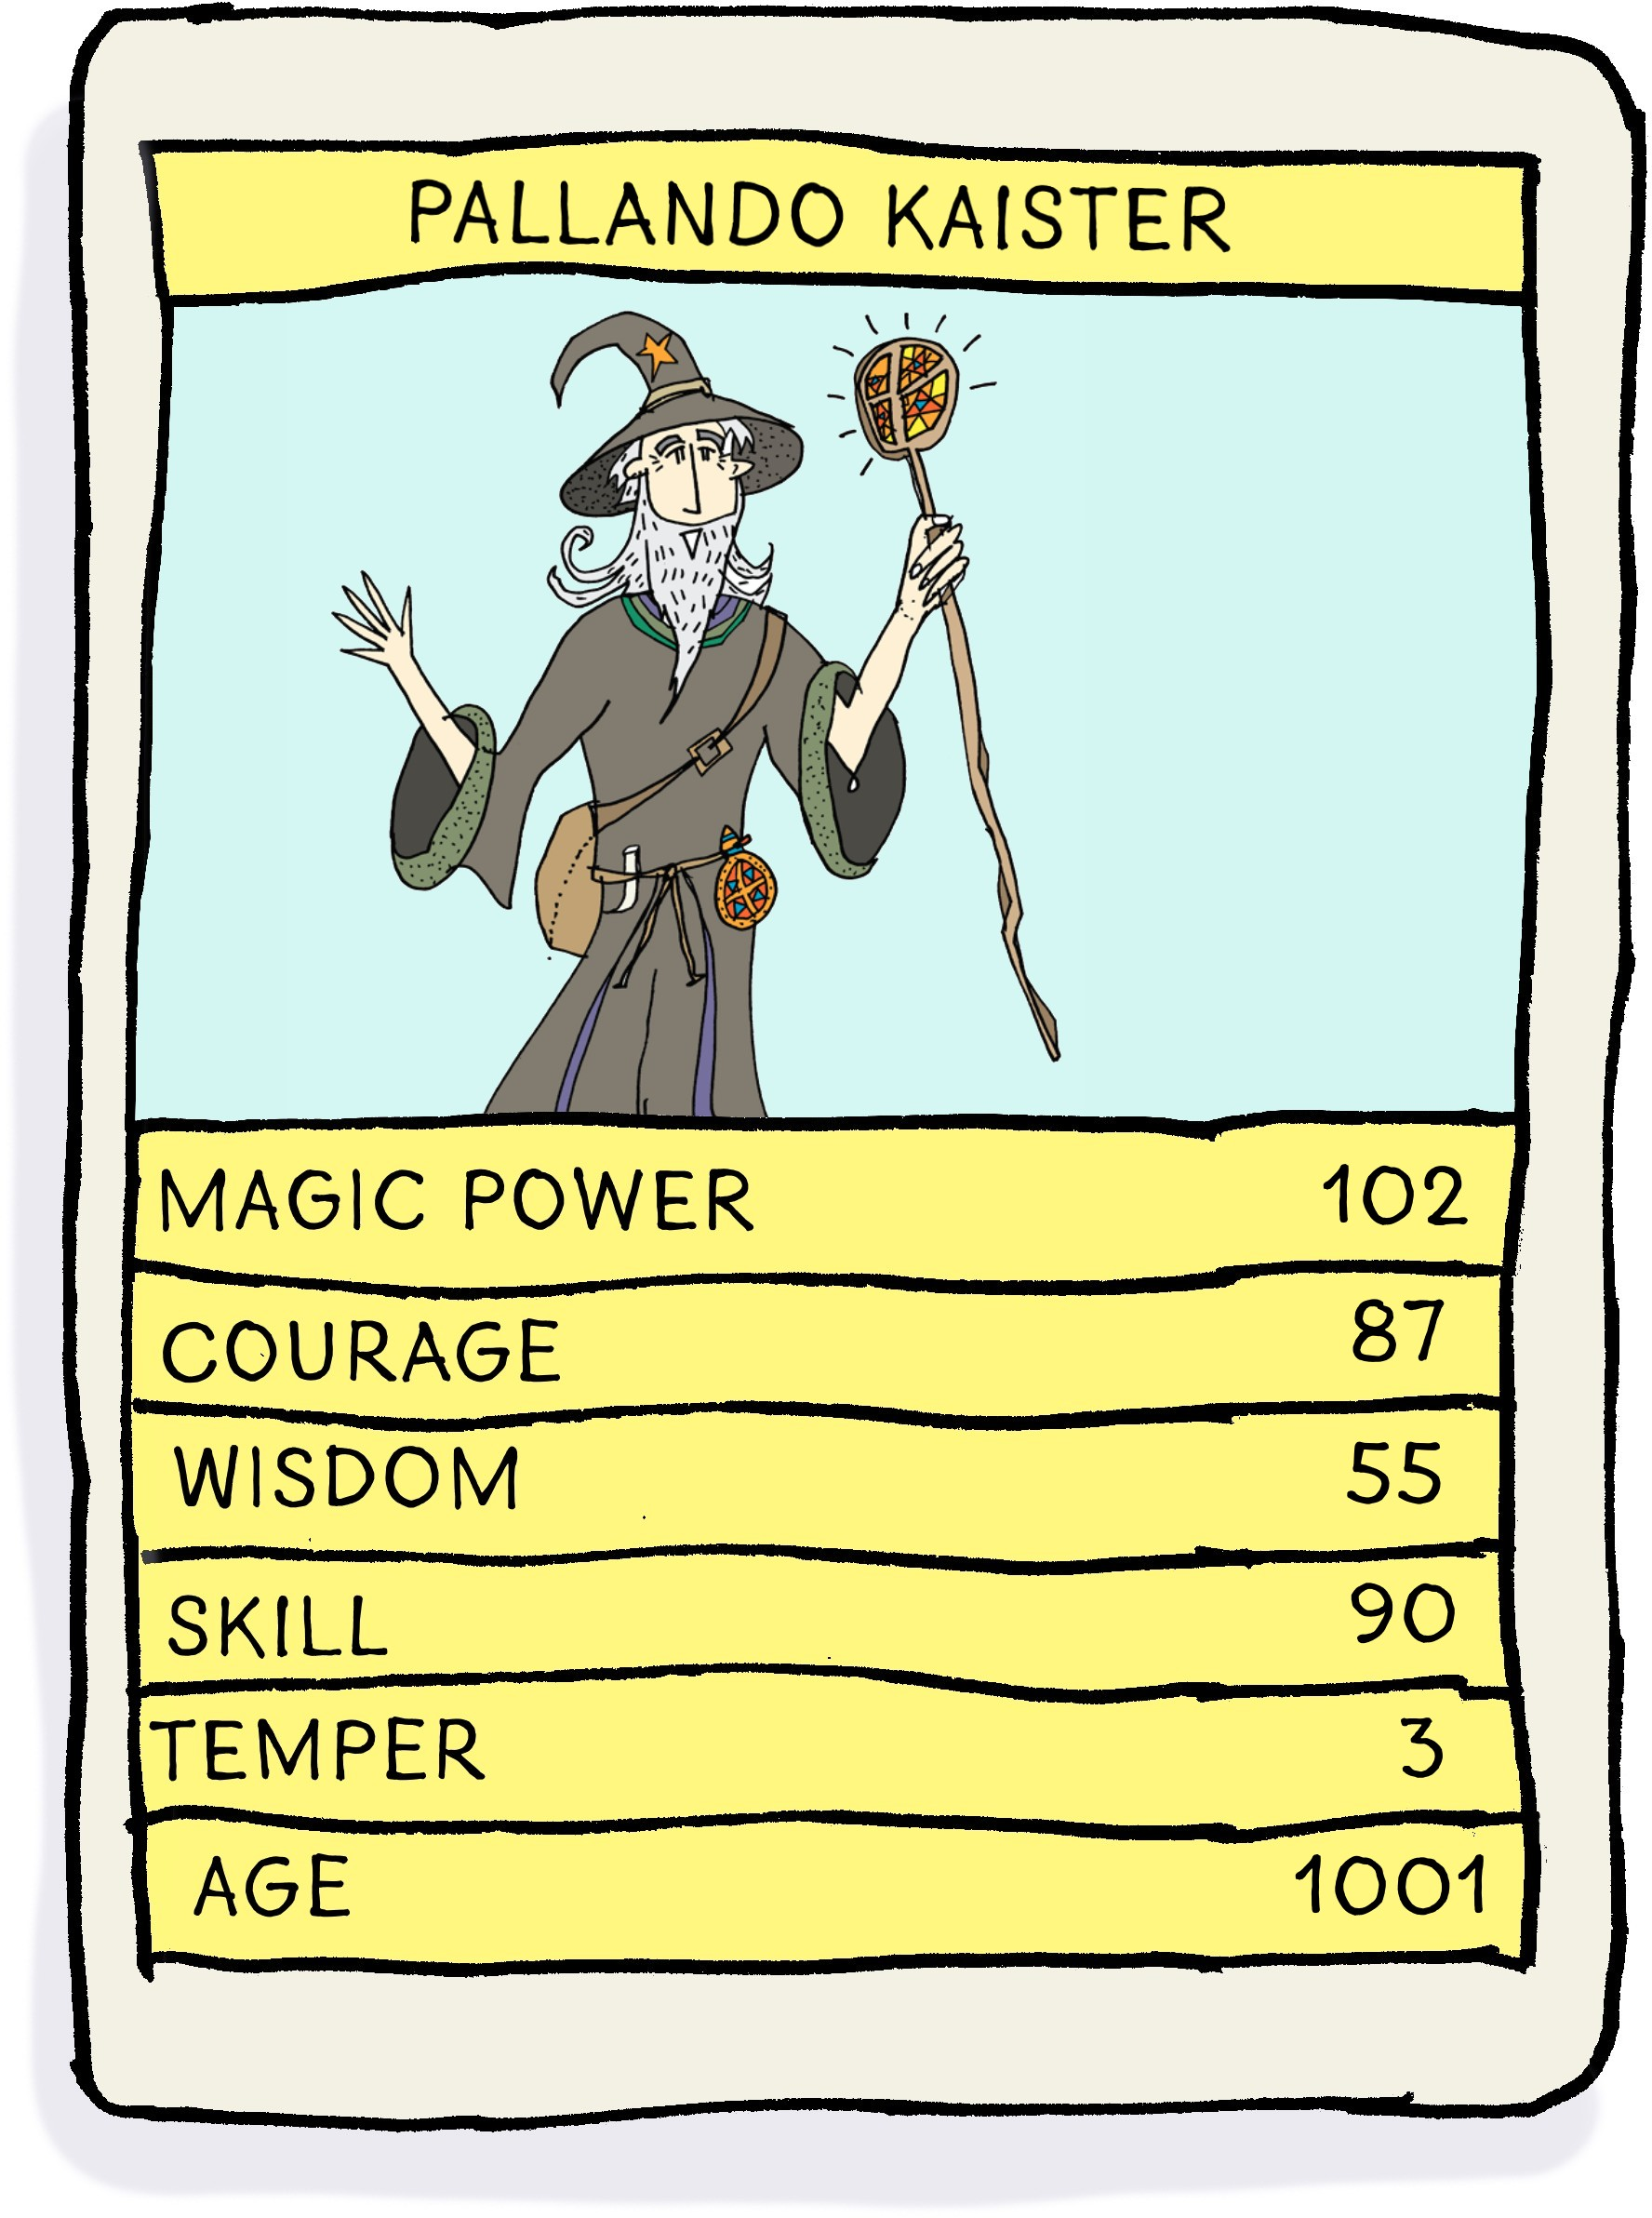 PALLANDO KAISTER
MAGIC POWER 102
COURAGE 87
WISDOM 55
SKILL 90
TEMPER 3
AGE 1001